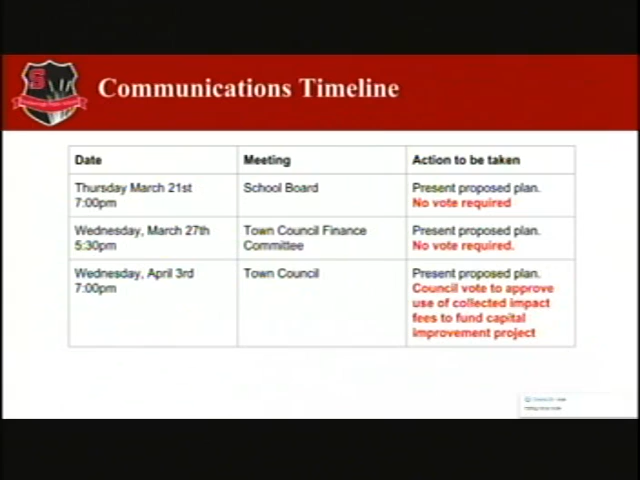 S
Communications Timeline
Date Meeting Action to be taken
Thursday March 21st School Board Present proposed plan.
7:00pm No vote required
Wednesday, March 27th Town Council Finance Present proposed plan.
5:30pm Committee No vote required.
Wednesday, April 3rd Town Council Present proposed plan.
7:00pm Council vote to approve
use of collected impact
fees to fund capital
improvement project